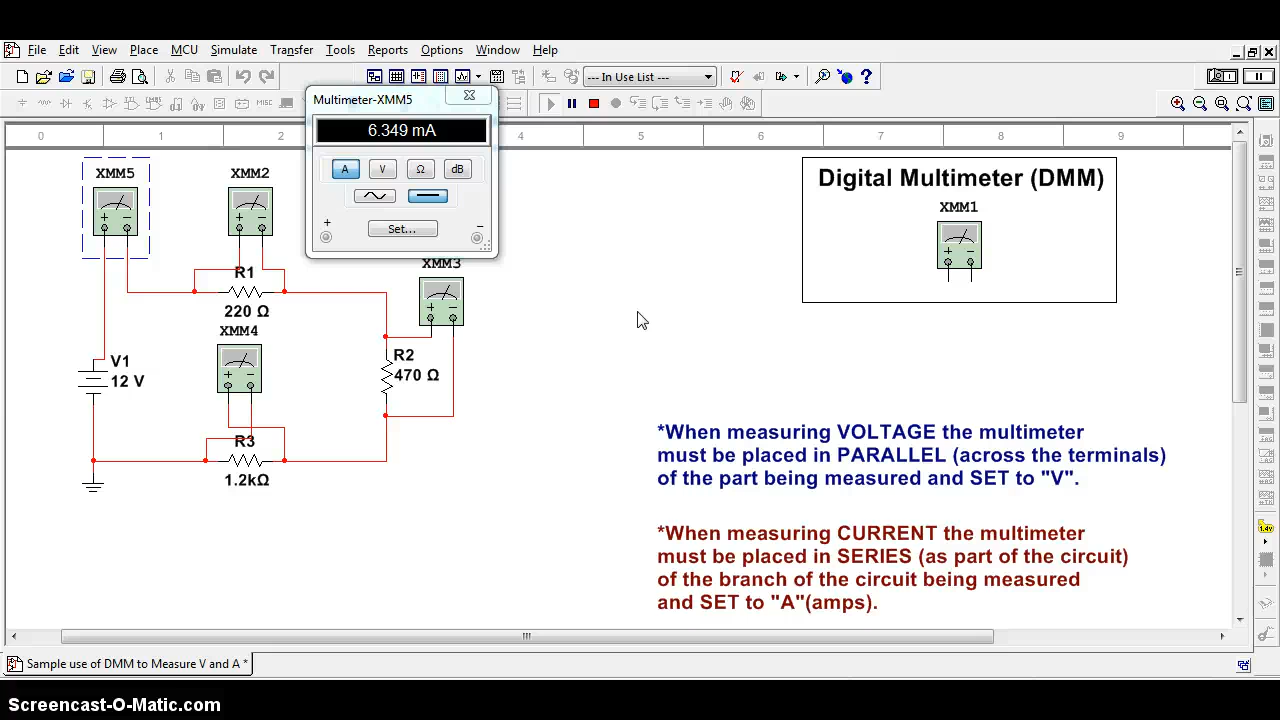 File Edit View Place MCU Simulate Transfer Tools Reports Options Window Help
--- In Use List ---
MISC
0 1 2 4 5 6 7 8 9
Multimeter-XMM5
6.349 mA
A V Ω dB
+ Set... −
XMM5 XMM2
+ − + −
R1
220 Ω
XMM3
+ −
XMM4
+ −
V1
12 V
R2
470 Ω
R3
1.2kΩ
Digital Multimeter (DMM)
XMM1
+ −
*When measuring VOLTAGE the multimeter
must be placed in PARALLEL (across the terminals)
of the part being measured and SET to "V".
*When measuring CURRENT the multimeter
must be placed in SERIES (as part of the circuit)
of the branch of the circuit being measured
and SET to "A"(amps).
1.4v
Sample use of DMM to Measure V and A *
Screencast-O-Matic.com